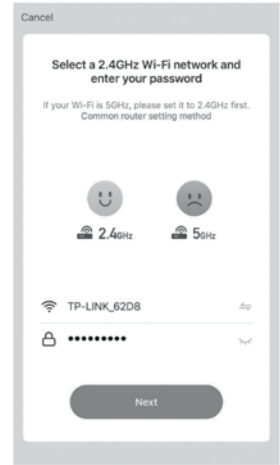 Cancel
Select a 2.4GHz Wi-Fi network and
enter your password
If your Wi-Fi is 5GHz, please set it to 2.4GHz first.
Common router setting method
2.4GHz
5GHz
TP-LINK_62D8
•••••••••
Next